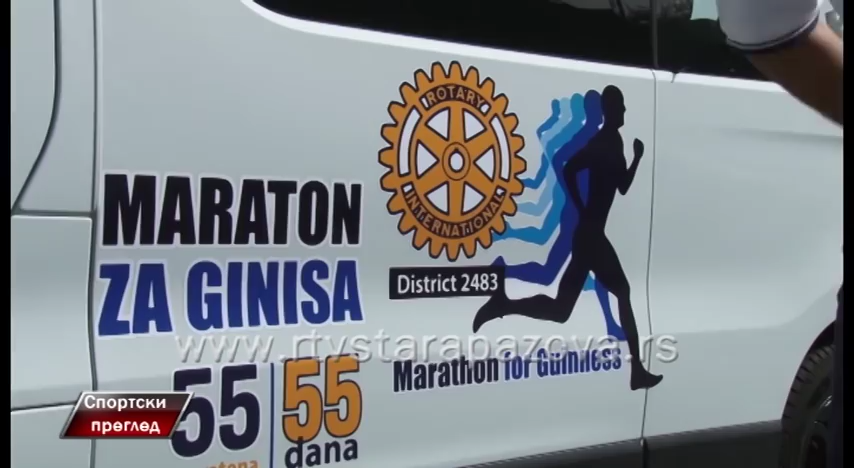 MARATON
ZA GINISA
ROTARY
INTERNATIONAL
District 2483
Marathon for Guinness
www.rtvstarapazova.rs
55
55
dana
Спортски
преглед